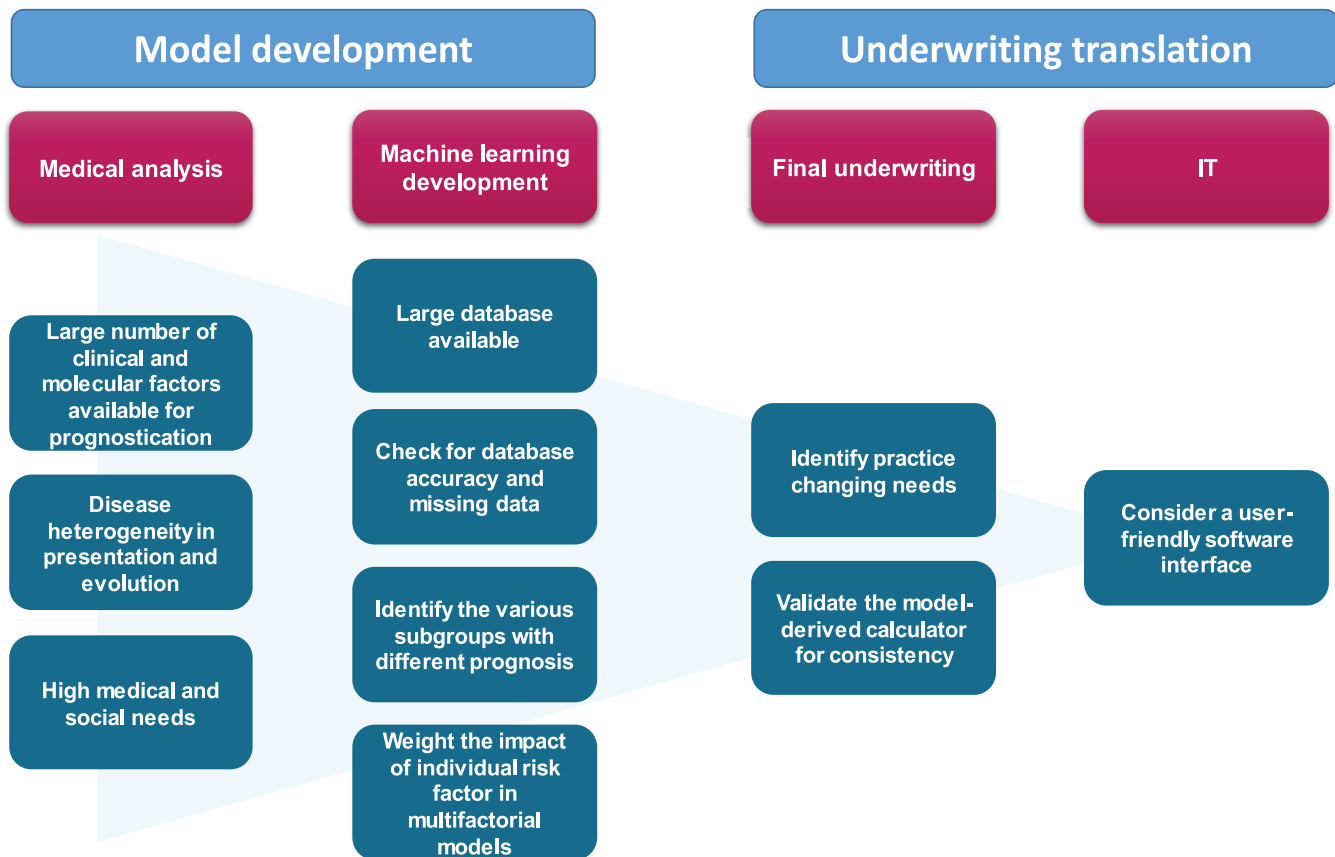 Model development
Underwriting translation
Medical analysis
Machine learning
development
Final underwriting
IT
Large number of
clinical and
molecular factors
available for
prognostication
Disease
heterogeneity in
presentation and
evolution
High medical and
social needs
Large database
available
Check for database
accuracy and
missing data
Identify the various
subgroups with
different prognosis
Weight the impact
of individual risk
factor in
multifactorial
models
Identify practice
changing needs
Validate the model-
derived calculator
for consistency
Consider a user-
friendly software
interface